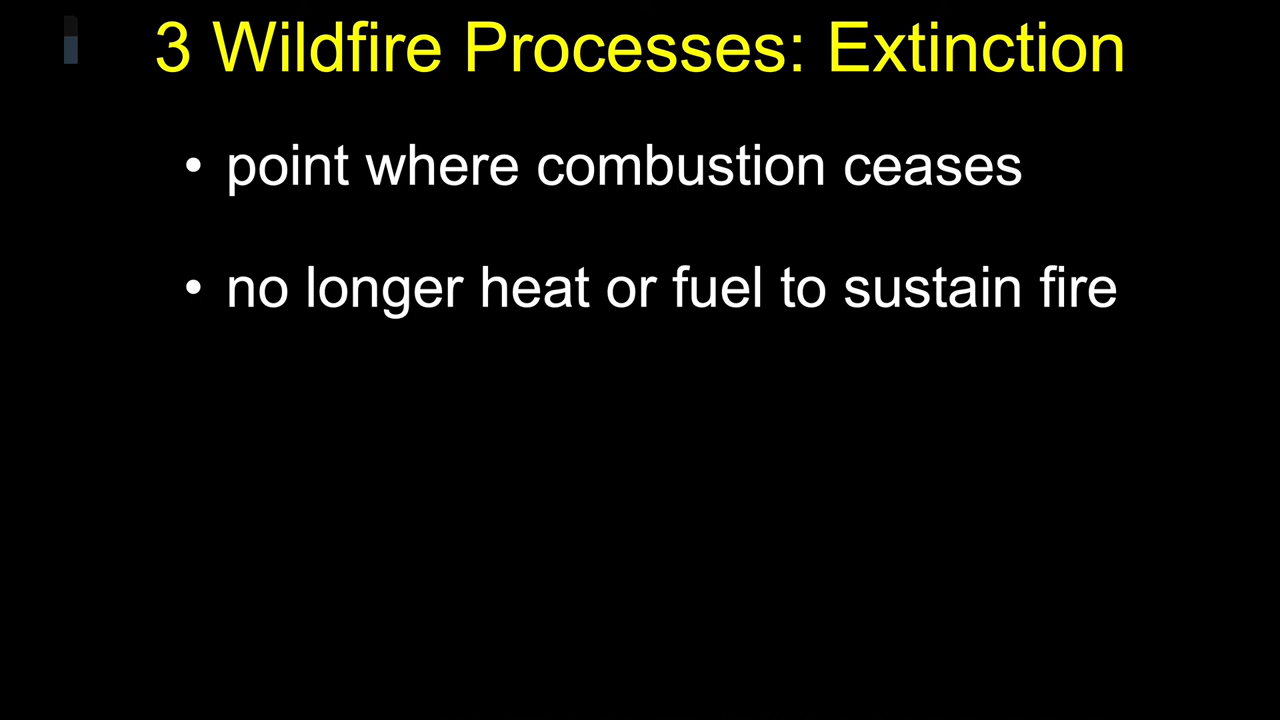 3 Wildfire Processes: Extinction
• point where combustion ceases
• no longer heat or fuel to sustain fire